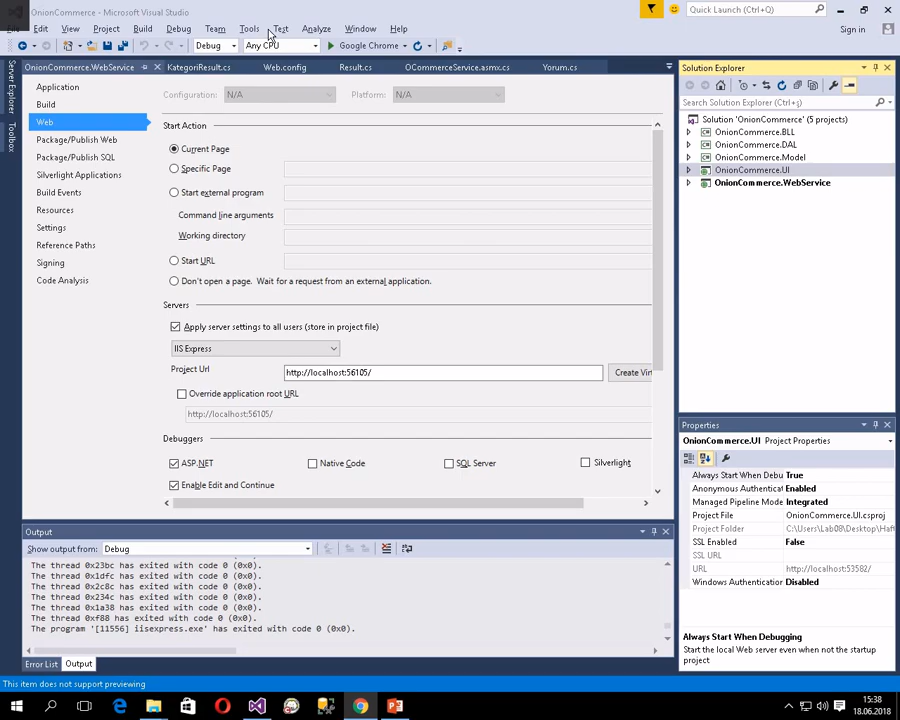 OnionCommerce - Microsoft Visual Studio
Quick Launch (Ctrl+Q)
File Edit View Project Build Debug Team Tools Test Analyze Window Help
Sign in
Debug Any CPU Google Chrome
Server Explorer
Toolbox
OnionCommerce.WebService KategoriResult.cs Web.config Result.cs OCommerceService.asmx.cs Yorum.cs
Application
Build
Web
Package/Publish Web
Package/Publish SQL
Silverlight Applications
Build Events
Resources
Settings
Reference Paths
Signing
Code Analysis
Configuration: N/A Platform: N/A
Start Action
Current Page
Specific Page
Start external program
Command line arguments
Working directory
Start URL
Don't open a page. Wait for a request from an external application.
Servers
Apply server settings to all users (store in project file)
IIS Express
Project Url http://localhost:56105/ Create Virt
Override application root URL
http://localhost:56105/
Debuggers
ASP.NET Native Code SQL Server Silverlight
Enable Edit and Continue
Output
Show output from: Debug
The thread 0x23bc has exited with code 0 (0x0).
The thread 0x1dfc has exited with code 0 (0x0).
The thread 0x2c8c has exited with code 0 (0x0).
The thread 0x234c has exited with code 0 (0x0).
The thread 0x1a38 has exited with code 0 (0x0).
The thread 0xf88 has exited with code 0 (0x0).
The program '[11556] iisexpress.exe' has exited with code 0 (0x0).
Error List Output
Solution Explorer
Search Solution Explorer (Ctrl+ş)
Solution 'OnionCommerce' (5 projects)
OnionCommerce.BLL
OnionCommerce.DAL
OnionCommerce.Model
OnionCommerce.UI
OnionCommerce.WebService
Properties
OnionCommerce.UI Project Properties
Always Start When Debu True
Anonymous Authenticat Enabled
Managed Pipeline Mode Integrated
Project File OnionCommerce.UI.csproj
Project Folder C:\Users\Lab08\Desktop\Haf
SSL Enabled False
SSL URL
URL http://localhost:53582/
Windows Authentication Disabled
Always Start When Debugging
Start the local Web server even when not the startup
project
This item does not support previewing
15:38
18.06.2018